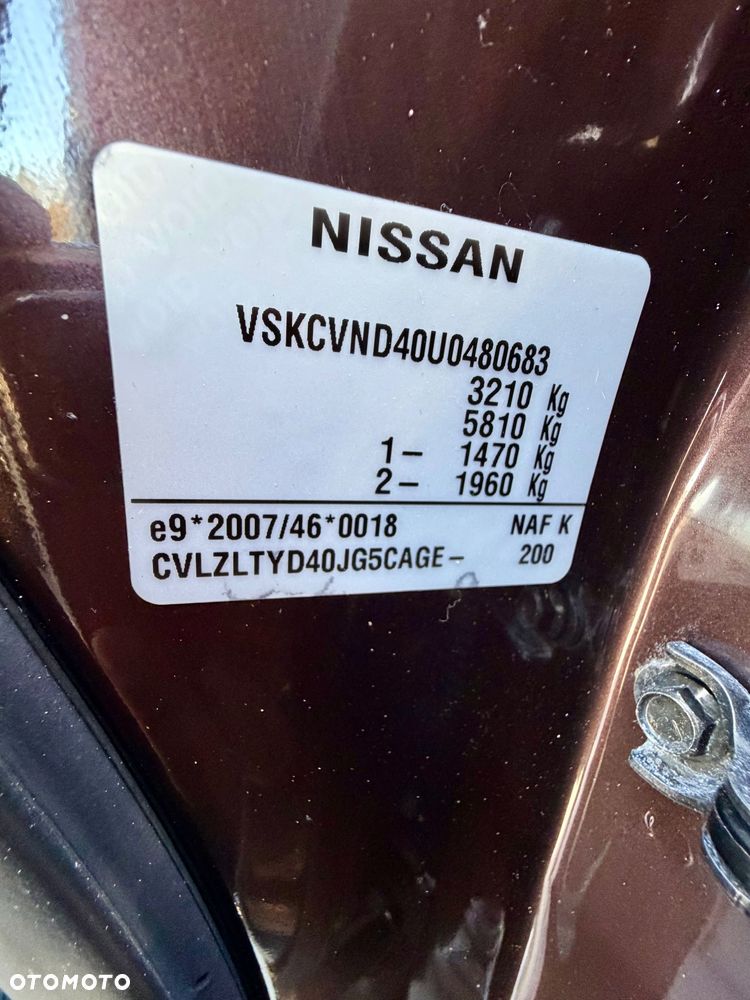 NISSAN
VSKCVND40U0480683
3210 Kg
5810 Kg
1- 1470 Kg
2- 1960 Kg
e9*2007/46*0018 NAF K
CVLZLTYD40JG5CAGE- 200
OTOMOTO